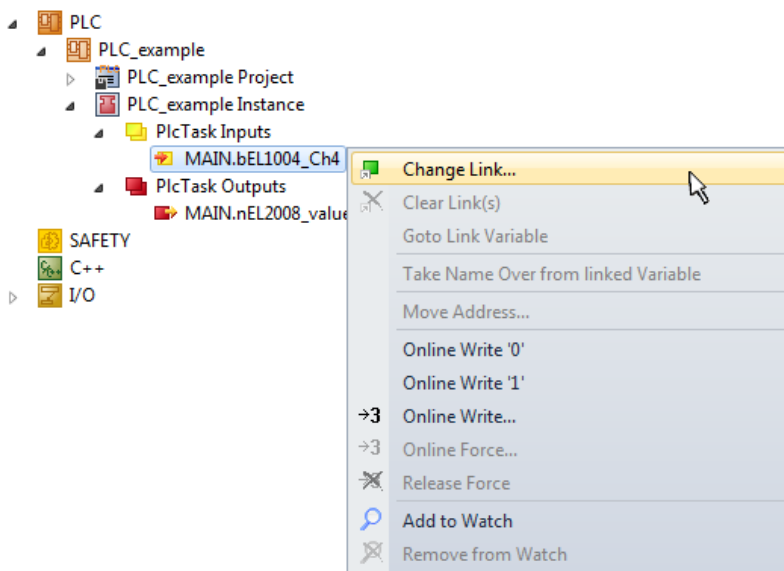 PLC
PLC_example
PLC_example Project
PLC_example Instance
PlcTask Inputs
MAIN.bEL1004_Ch4
PlcTask Outputs
MAIN.nEL2008_value
SAFETY
C++
I/O
Change Link...
Clear Link(s)
Goto Link Variable
Take Name Over from linked Variable
Move Address...
Online Write '0'
Online Write '1'
→3 Online Write...
→3 Online Force...
Release Force
Add to Watch
Remove from Watch